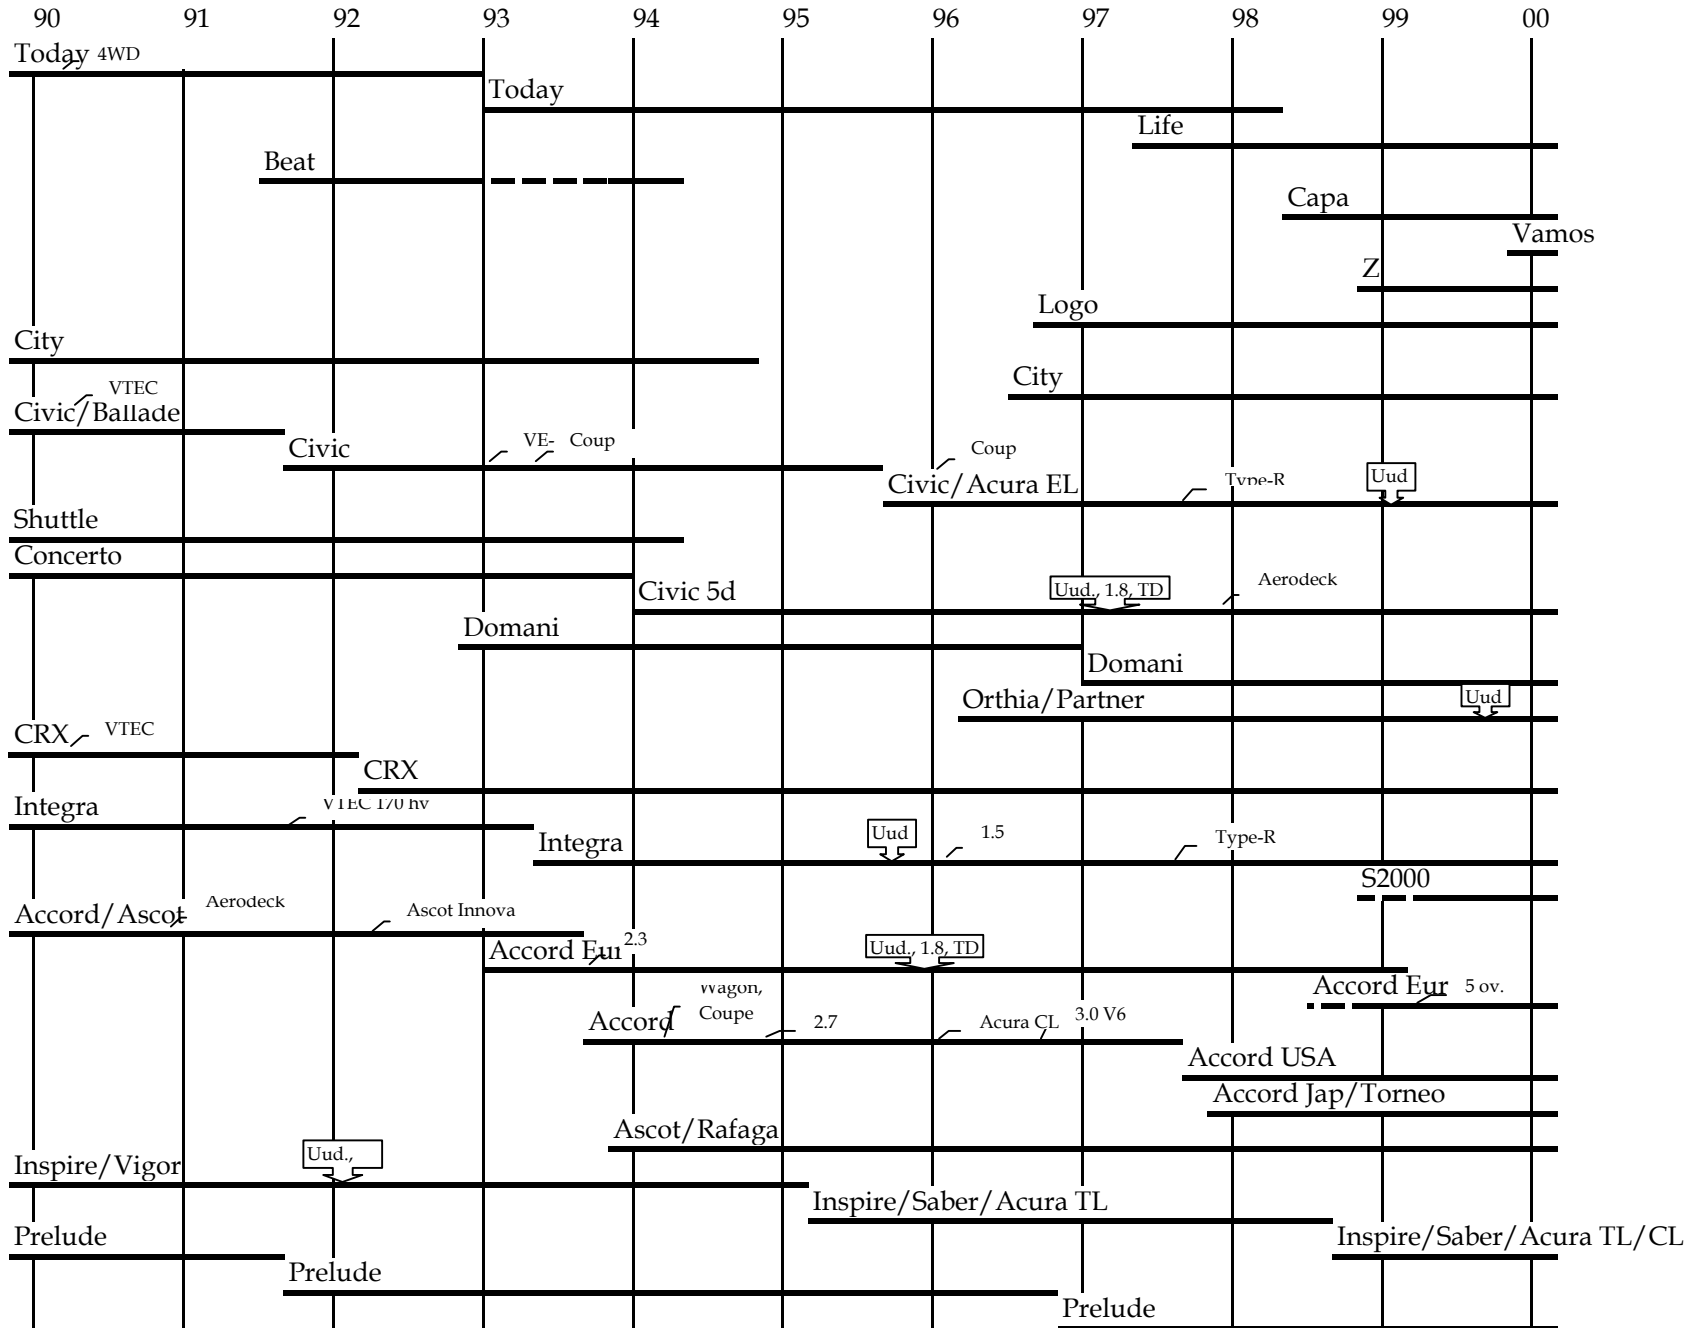 90 91 92 93 94 95 96 97 98 99 00
Today 4WD
Today
Life
Beat
Capa
Vamos
Z
Logo
City
City
VTEC
Civic/Ballade
Civic VE- Coup
Coup
Civic/Acura EL Type-R Uud
Shuttle
Concerto
Civic 5d Uud., 1.8, TD Aerodeck
Domani
Domani
Orthia/Partner Uud
CRX VTEC
CRX
Integra VTEC 170 hv
Integra Uud 1.5 Type-R
S2000
Accord/Ascot Aerodeck Ascot Innova
Accord Eur 2.3 Uud., 1.8, TD
Accord Eur 5 ov.
Wagon,
Accord Coupe 2.7 Acura CL 3.0 V6
Accord USA
Accord Jap/Torneo
Ascot/Rafaga
Inspire/Vigor Uud.,
Inspire/Saber/Acura TL
Prelude Inspire/Saber/Acura TL/CL
Prelude
Prelude